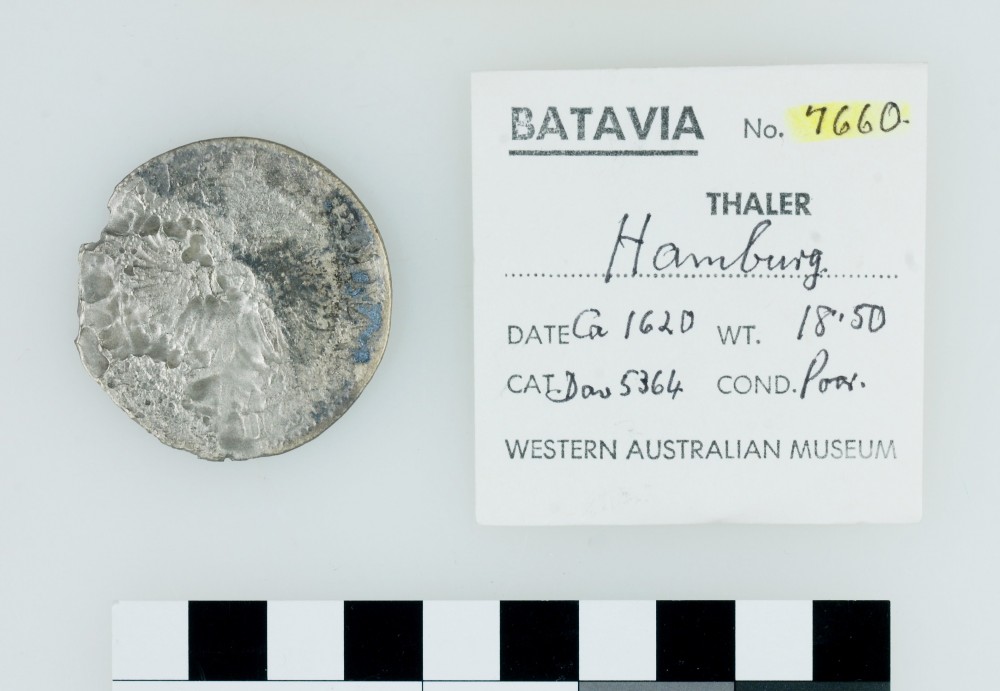 BATAVIA No. 7660.
THALER
Hamburg
DATE Ca 1620 WT. 18.50
CAT. Dav 5364 COND. Poor.
WESTERN AUSTRALIAN MUSEUM